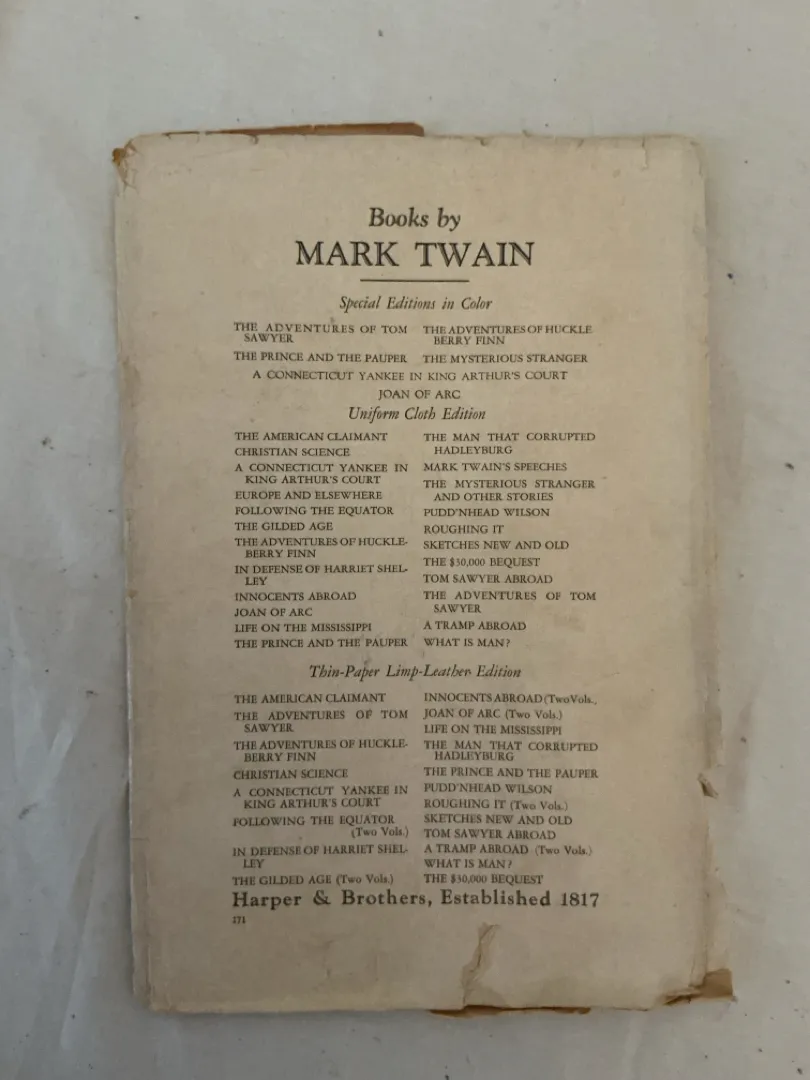 Books by
MARK TWAIN
Special Editions in Color
THE ADVENTURES OF TOM
SAWYER
THE PRINCE AND THE PAUPER
THE ADVENTURES OF HUCKLE
BERRY FINN
THE MYSTERIOUS STRANGER
A CONNECTICUT YANKEE IN KING ARTHUR'S COURT
JOAN OF ARC
Uniform Cloth Edition
THE AMERICAN CLAIMANT
CHRISTIAN SCIENCE
A CONNECTICUT YANKEE IN
KING ARTHUR'S COURT
EUROPE AND ELSEWHERE
FOLLOWING THE EQUATOR
THE GILDED AGE
THE ADVENTURES OF HUCKLE-
BERRY FINN
IN DEFENSE OF HARRIET SHEL-
LEY
INNOCENTS ABROAD
JOAN OF ARC
LIFE ON THE MISSISSIPPI
THE PRINCE AND THE PAUPER
THE MAN THAT CORRUPTED
HADLEYBURG
MARK TWAIN'S SPEECHES
THE MYSTERIOUS STRANGER
AND OTHER STORIES
PUDD'NHEAD WILSON
ROUGHING IT
SKETCHES NEW AND OLD
THE $30,000 BEQUEST
TOM SAWYER ABROAD
THE ADVENTURES OF TOM
SAWYER
A TRAMP ABROAD
WHAT IS MAN?
Thin-Paper Limp-Leather Edition
THE AMERICAN CLAIMANT
THE ADVENTURES OF TOM
SAWYER
THE ADVENTURES OF HUCKLE-
BERRY FINN
CHRISTIAN SCIENCE
A CONNECTICUT YANKEE IN
KING ARTHUR'S COURT
FOLLOWING THE EQUATOR
(Two Vols.)
IN DEFENSE OF HARRIET SHEL-
LEY
THE GILDED AGE (Two Vols.)
INNOCENTS ABROAD (Two Vols.,
JOAN OF ARC (Two Vols.)
LIFE ON THE MISSISSIPPI
THE MAN THAT CORRUPTED
HADLEYBURG
THE PRINCE AND THE PAUPER
PUDD'NHEAD WILSON
ROUGHING IT (Two Vols.)
SKETCHES NEW AND OLD
TOM SAWYER ABROAD
A TRAMP ABROAD (Two Vols.)
WHAT IS MAN?
THE $30,000 BEQUEST
Harper & Brothers, Established 1817
171